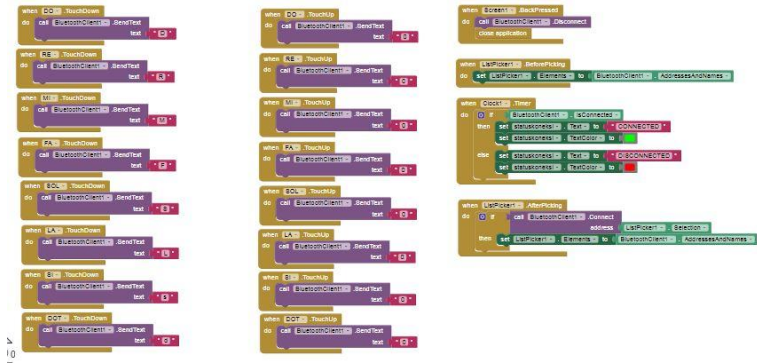 when DO .TouchDown
do call BluetoothClient1 .SendText
text "D"
when RE .TouchDown
do call BluetoothClient1 .SendText
text "R"
when MI .TouchDown
do call BluetoothClient1 .SendText
text "M"
when FA .TouchDown
do call BluetoothClient1 .SendText
text "F"
when SOL .TouchDown
do call BluetoothClient1 .SendText
text "S"
when LA .TouchDown
do call BluetoothClient1 .SendText
text "L"
when SI .TouchDown
do call BluetoothClient1 .SendText
text
when DOT .TouchDown
do call BluetoothClient1 .SendText
text
when DO .TouchUp
do call BluetoothClient1 .SendText
text
when RE .TouchUp
do call BluetoothClient1 .SendText
text
when MI .TouchUp
do call BluetoothClient1 .SendText
text
when FA .TouchUp
do call BluetoothClient1 .SendText
text
when SOL .TouchUp
do call BluetoothClient1 .SendText
text
when LA .TouchUp
do call BluetoothClient1 .SendText
text
when SI .TouchUp
do call BluetoothClient1 .SendText
text
when DOT .TouchUp
do call BluetoothClient1 .SendText
text
when Screen1 .BackPressed
do call BluetoothClient1 .Disconnect
close application
when ListPicker1 .BeforePicking
do set ListPicker1 . Elements to BluetoothClient1 . AddressesAndNames
when Clock1 .Timer
do if BluetoothClient1 . IsConnected
then set statuskoneksi . Text to "CONNECTED"
set statuskoneksi . TextColor to
else set statuskoneksi . Text to "DISCONNECTED"
set statuskoneksi . TextColor to
when ListPicker1 .AfterPicking
do if call BluetoothClient1 .Connect
address ListPicker1 . Selection
then set ListPicker1 . Elements to BluetoothClient1 . AddressesAndNames